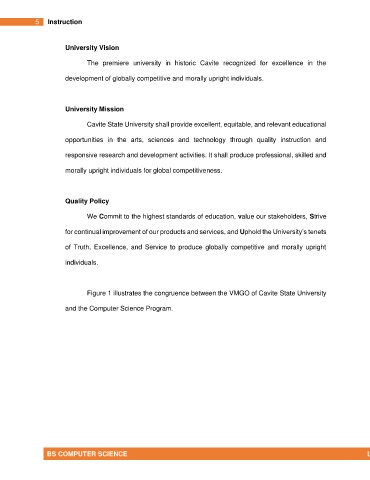 5 Instruction
University Vision
The premiere university in historic Cavite recognized for excellence in the
development of globally competitive and morally upright individuals.
University Mission
Cavite State University shall provide excellent, equitable, and relevant educational
opportunities in the arts, sciences and technology through quality instruction and
responsive research and development activities. It shall produce professional, skilled and
morally upright individuals for global competitiveness.
Quality Policy
We Commit to the highest standards of education, value our stakeholders, Strive
for continual improvement of our products and services, and Uphold the University's tenets
of Truth, Excellence, and Service to produce globally competitive and morally upright
individuals.
Figure 1 illustrates the congruence between the VMGO of Cavite State University
and the Computer Science Program.
BS COMPUTER SCIENCE